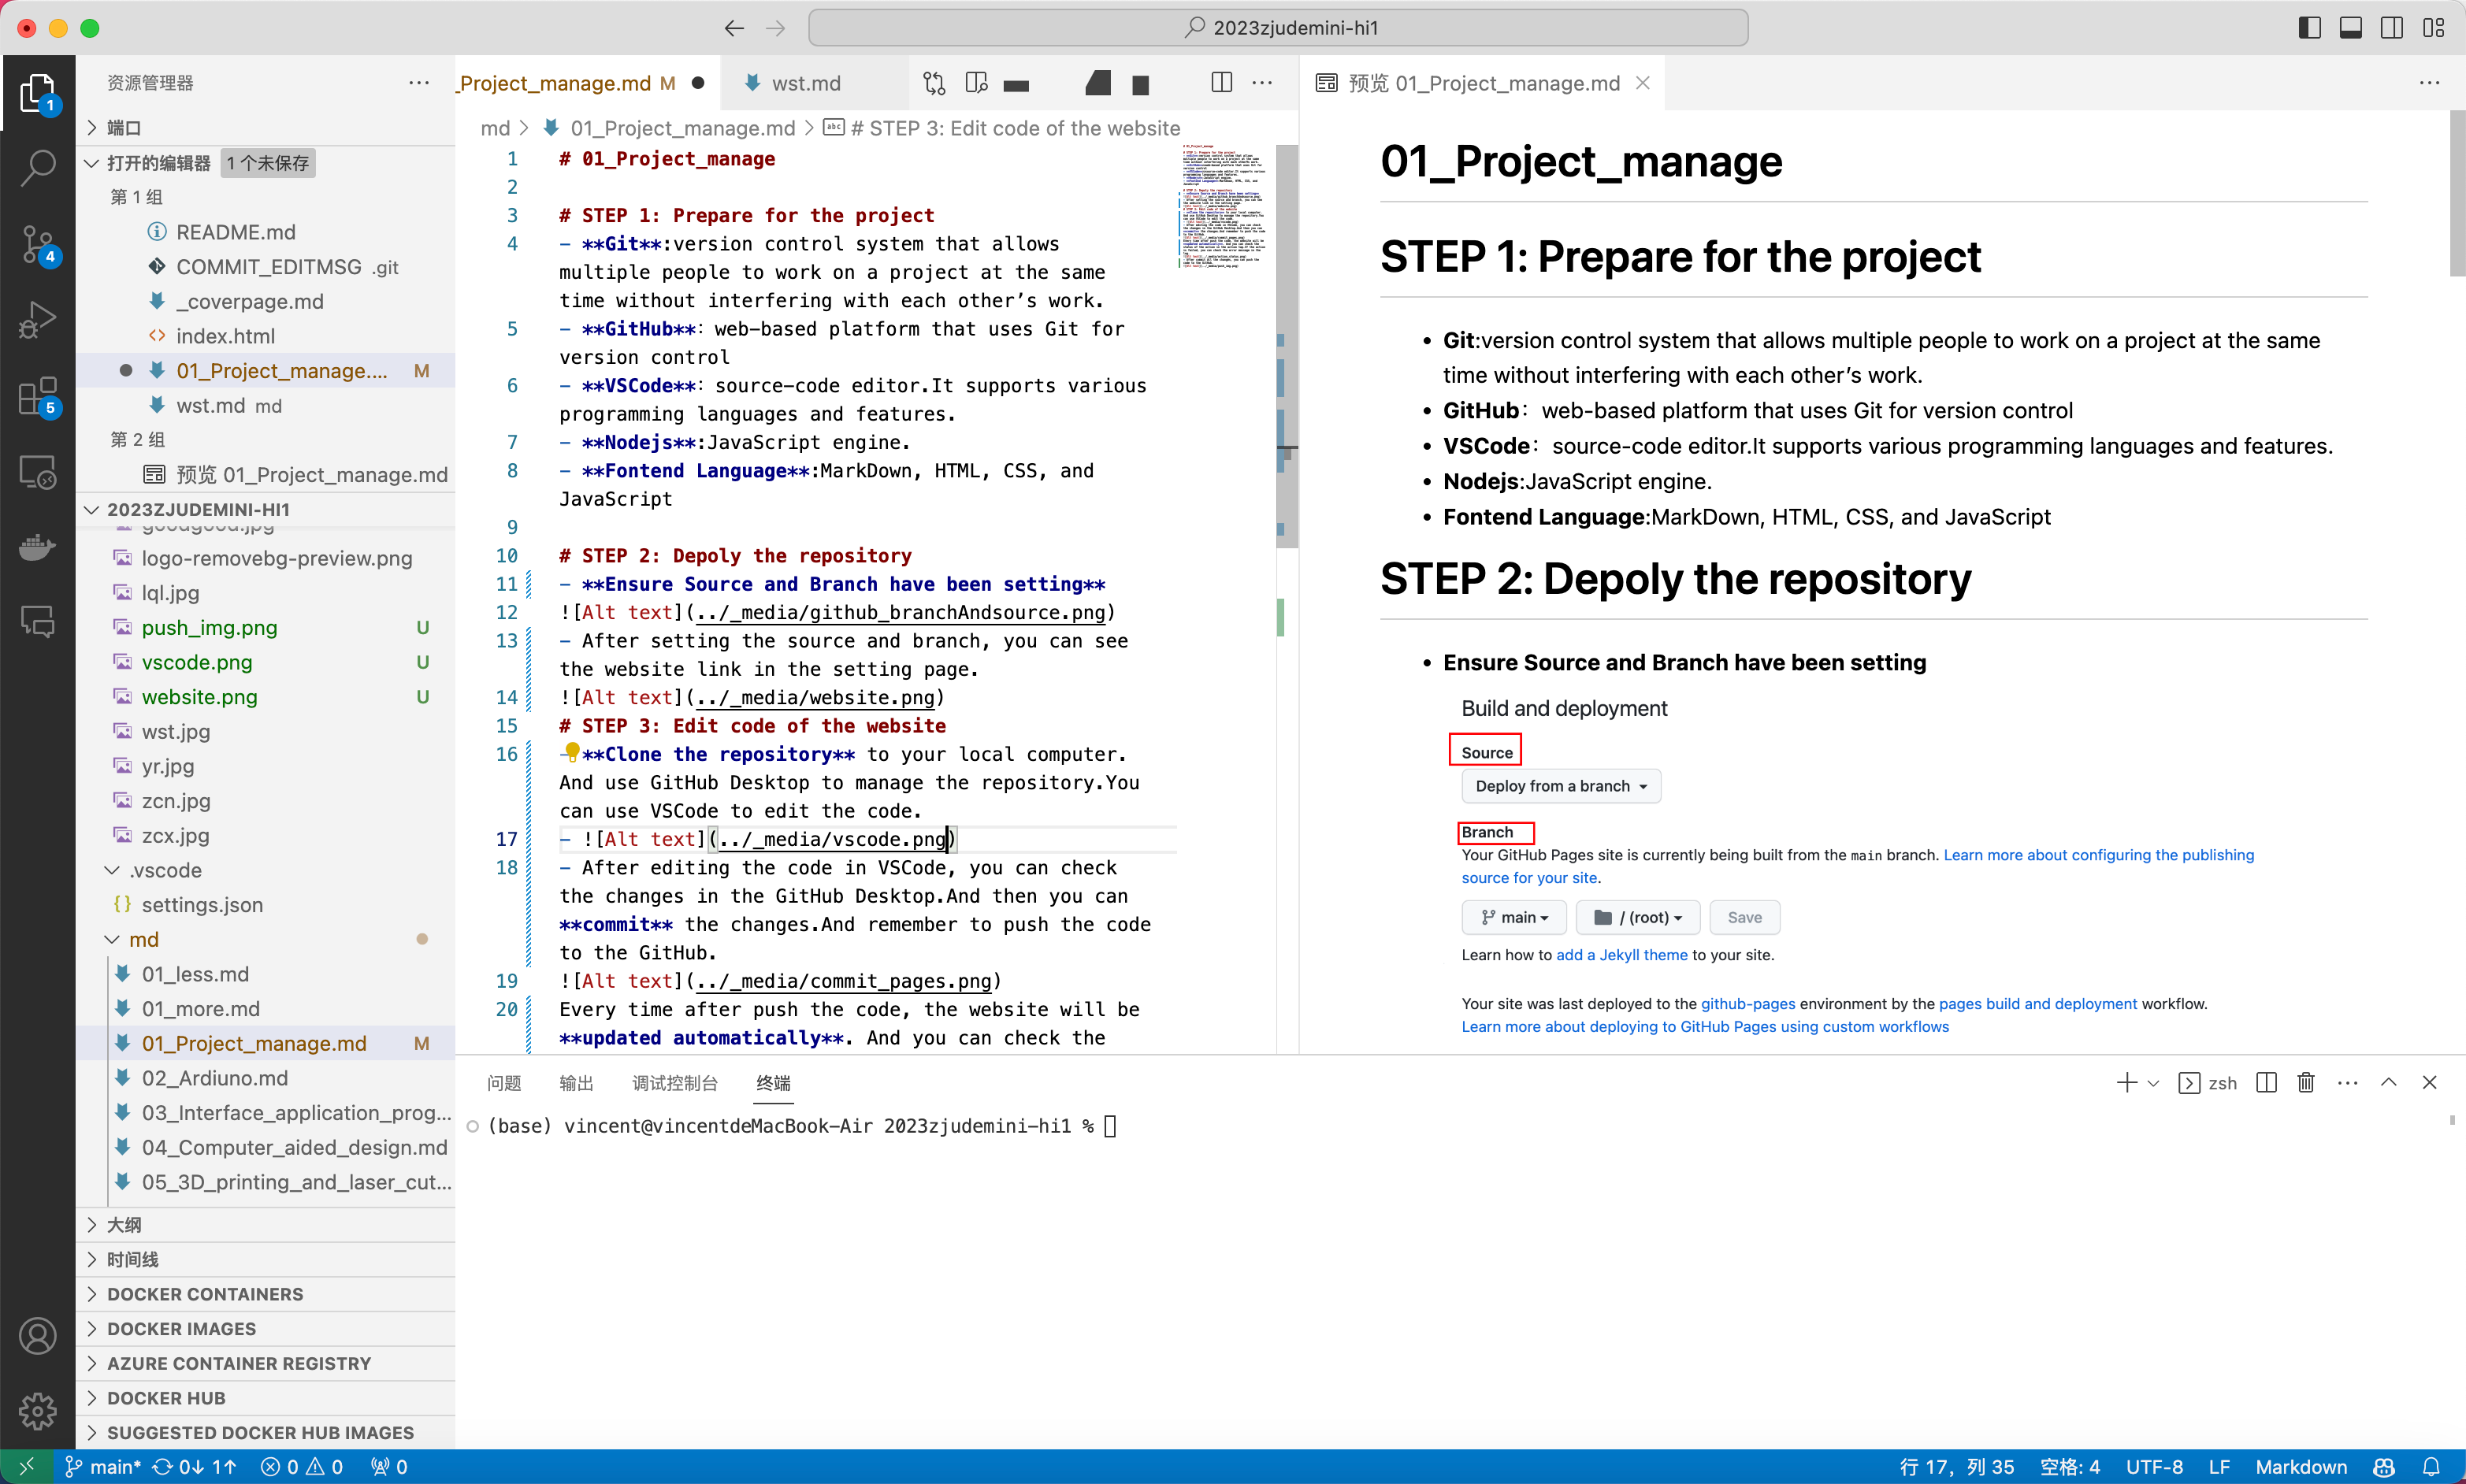 2023zjudemini-hi1
资源管理器
端口
打开的编辑器 1 个未保存
第 1 组
README.md
COMMIT_EDITMSG .git
_coverpage.md
index.html
01_Project_manage.... M
wst.md md
第 2 组
预览 01_Project_manage.md
2023ZJUDEMINI-HI1
goodgood.jpg
logo-removebg-preview.png
lql.jpg
push_img.png U
vscode.png U
website.png U
wst.jpg
yr.jpg
zcn.jpg
zcx.jpg
.vscode
settings.json
md
01_less.md
01_more.md
01_Project_manage.md M
02_Ardiuno.md
03_Interface_application_prog...
04_Computer_aided_design.md
05_3D_printing_and_laser_cut...
大纲
时间线
DOCKER CONTAINERS
DOCKER IMAGES
AZURE CONTAINER REGISTRY
DOCKER HUB
SUGGESTED DOCKER HUB IMAGES
1
4
5
_Project_manage.md M
wst.md
md > 01_Project_manage.md > # STEP 3: Edit code of the website
1 # 01_Project_manage
2
3 # STEP 1: Prepare for the project
4 - **Git**:version control system that allows
multiple people to work on a project at the same
time without interfering with each other’s work.
5 - **GitHub**：web-based platform that uses Git for
version control
6 - **VSCode**：source-code editor.It supports various
programming languages and features.
7 - **Nodejs**:JavaScript engine.
8 - **Fontend Language**:MarkDown, HTML, CSS, and
JavaScript
9
10 # STEP 2: Depoly the repository
11 - **Ensure Source and Branch have been setting**
12 ![Alt text](../_media/github_branchAndsource.png)
13 - After setting the source and branch, you can see
the website link in the setting page.
14 ![Alt text](../_media/website.png)
15 # STEP 3: Edit code of the website
16 - **Clone the repository** to your local computer.
And use GitHub Desktop to manage the repository.You
can use VSCode to edit the code.
17 - ![Alt text](../_media/vscode.png)
18 - After editing the code in VSCode, you can check
the changes in the GitHub Desktop.And then you can
**commit** the changes.And remember to push the code
to the GitHub.
19 ![Alt text](../_media/commit_pages.png)
20 Every time after push the code, the website will be
**updated automatically**. And you can check the
预览 01_Project_manage.md
01_Project_manage
STEP 1: Prepare for the project
• Git:version control system that allows multiple people to work on a project at the same
time without interfering with each other’s work.
• GitHub：web-based platform that uses Git for version control
• VSCode：source-code editor.It supports various programming languages and features.
• Nodejs:JavaScript engine.
• Fontend Language:MarkDown, HTML, CSS, and JavaScript
STEP 2: Depoly the repository
• Ensure Source and Branch have been setting
Build and deployment
Source
Deploy from a branch
Branch
Your GitHub Pages site is currently being built from the main branch. Learn more about configuring the publishing
source for your site.
main / (root) Save
Learn how to add a Jekyll theme to your site.
Your site was last deployed to the github-pages environment by the pages build and deployment workflow.
Learn more about deploying to GitHub Pages using custom workflows
问题 输出 调试控制台 终端
zsh
(base) vincent@vincentdeMacBook-Air 2023zjudemini-hi1 %
main* 0↓ 1↑ 0 0 0
行 17，列 35 空格: 4 UTF-8 LF Markdown